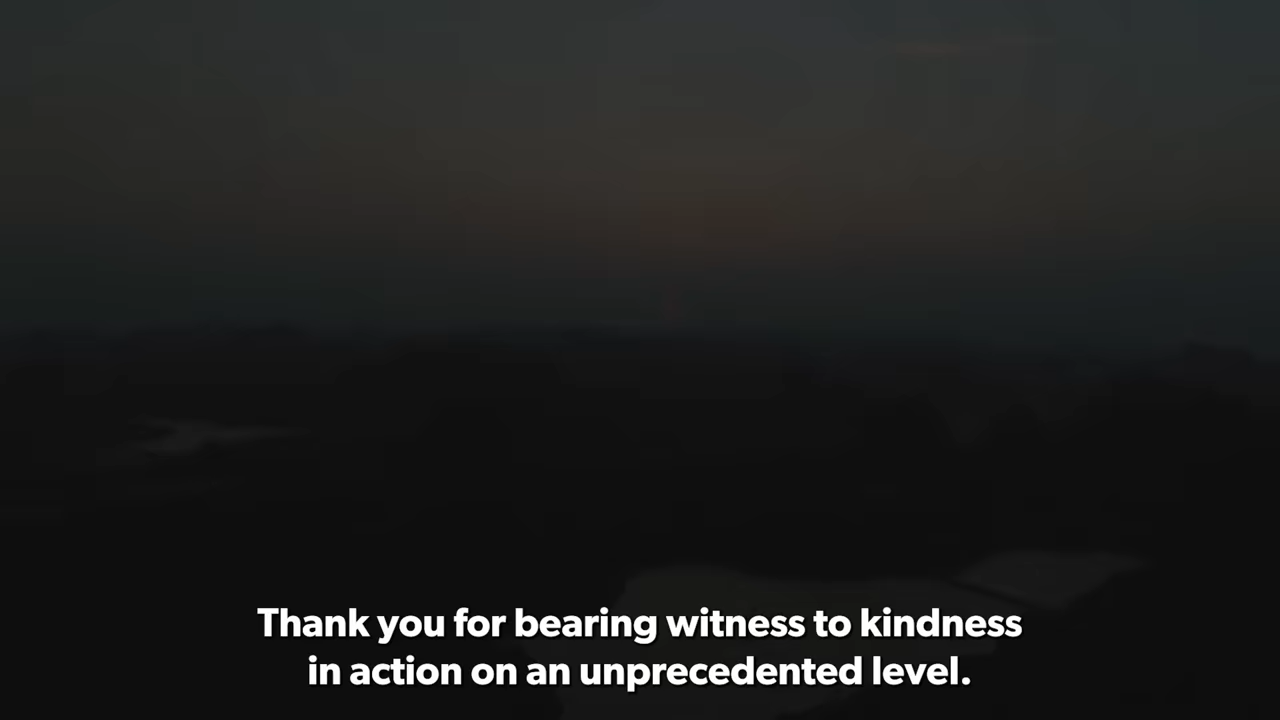 Thank you for bearing witness to kindness
in action on an unprecedented level.